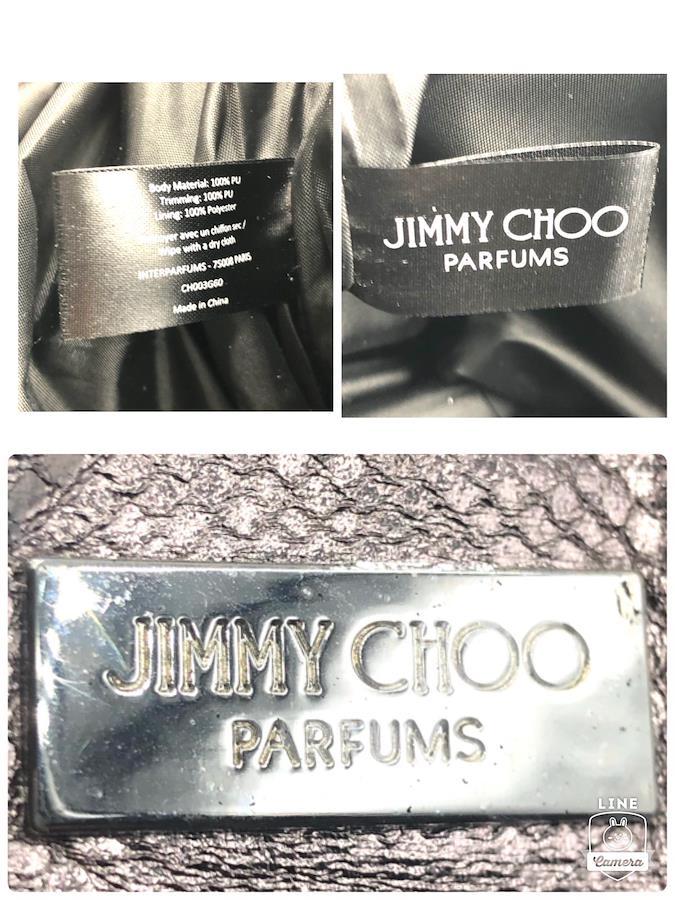 Body Material: 100% PU
Trimming: 100% PU
Lining: 100% Polyester
avec un chiffon sec /
Wipe with a dry cloth
INTERPARFUMS - 75008 PARIS
CH003G60
Made in China
JIMMY CHOO
PARFUMS
JIMMY CHOO
PARFUMS
LINE
Camera